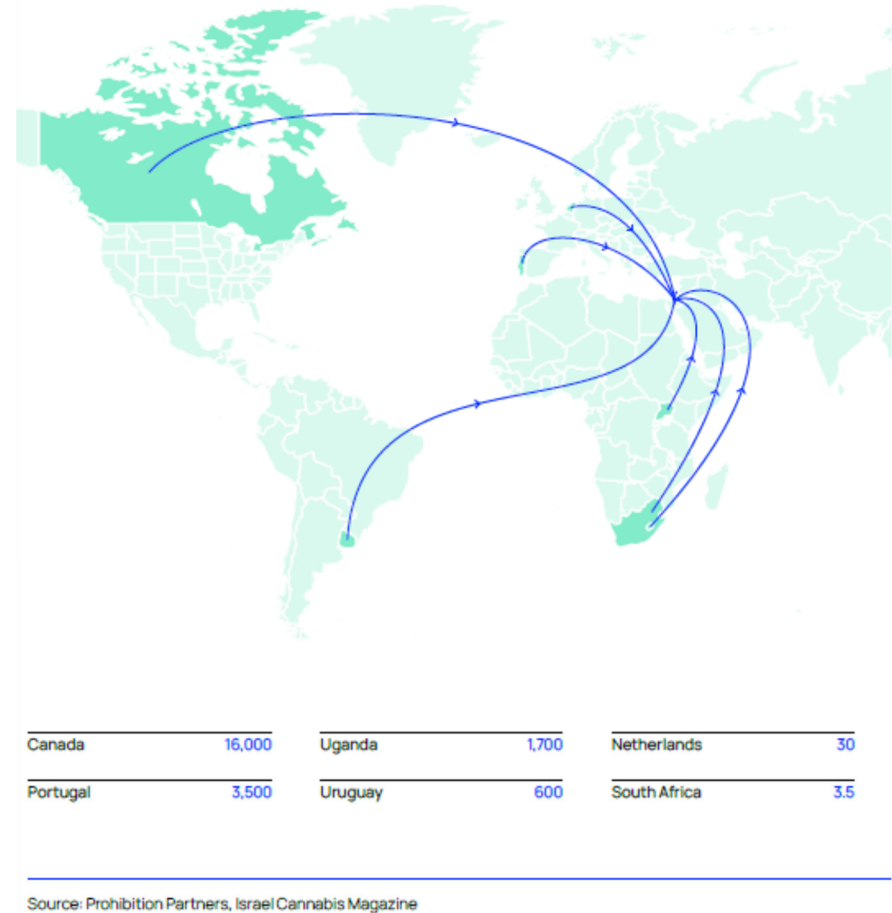 Canada 16,000 Uganda 1,700 Netherlands 30
Portugal 3,500 Uruguay 600 South Africa 3.5
Source: Prohibition Partners, Israel Cannabis Magazine